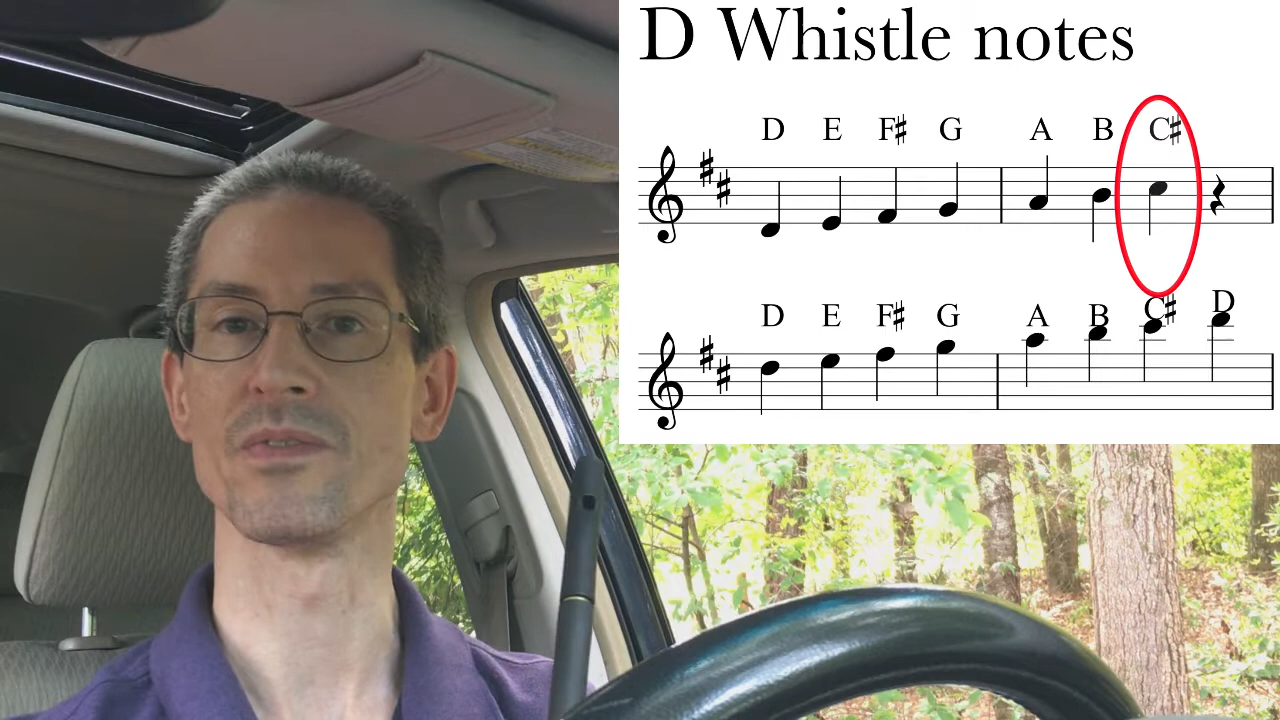 D Whistle notes
D E F♯ G A B C♯
D E F♯ G A B C♯ D